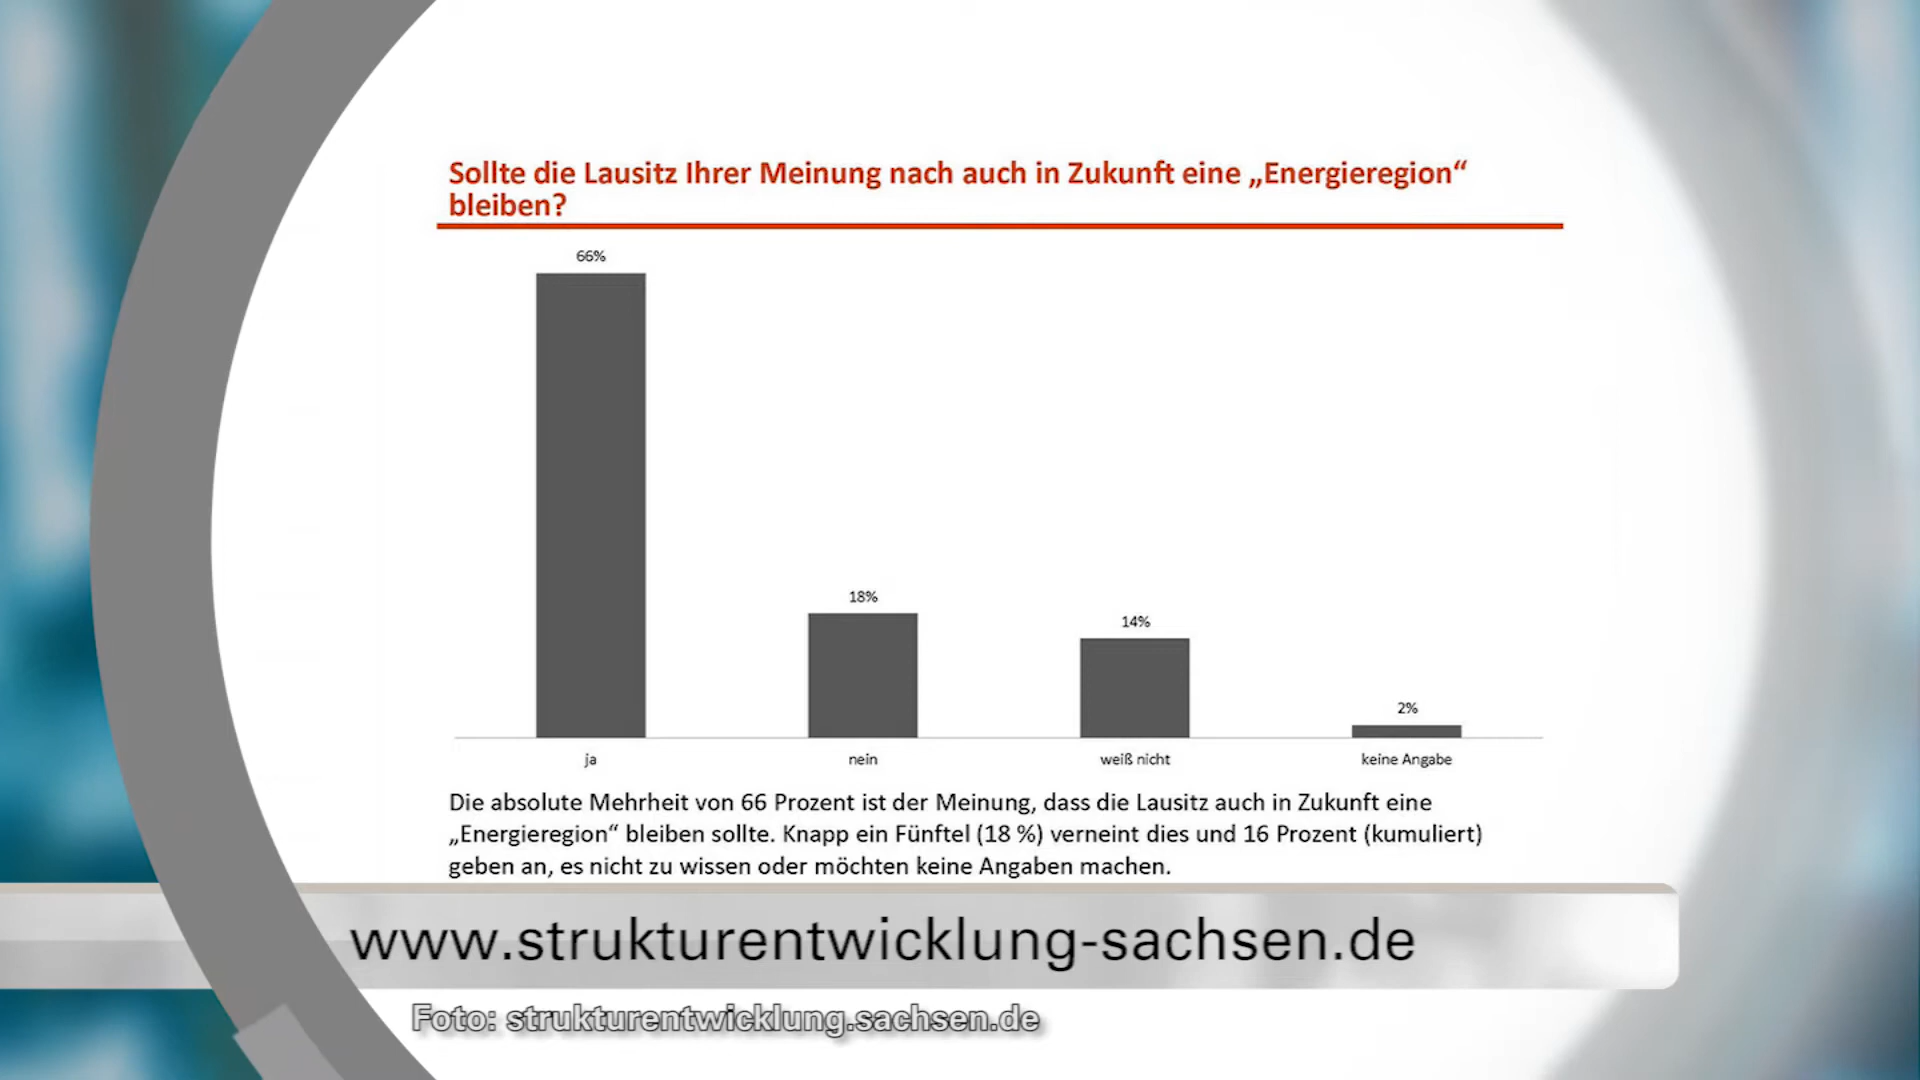 Sollte die Lausitz Ihrer Meinung nach auch in Zukunft eine „Energieregion“
bleiben?
66%
18%
14%
2%
ja
nein
weiß nicht
keine Angabe
Die absolute Mehrheit von 66 Prozent ist der Meinung, dass die Lausitz auch in Zukunft eine
„Energieregion“ bleiben sollte. Knapp ein Fünftel (18 %) verneint dies und 16 Prozent (kumuliert)
geben an, es nicht zu wissen oder möchten keine Angaben machen.
www.strukturentwicklung-sachsen.de
Foto: strukturentwicklung.sachsen.de